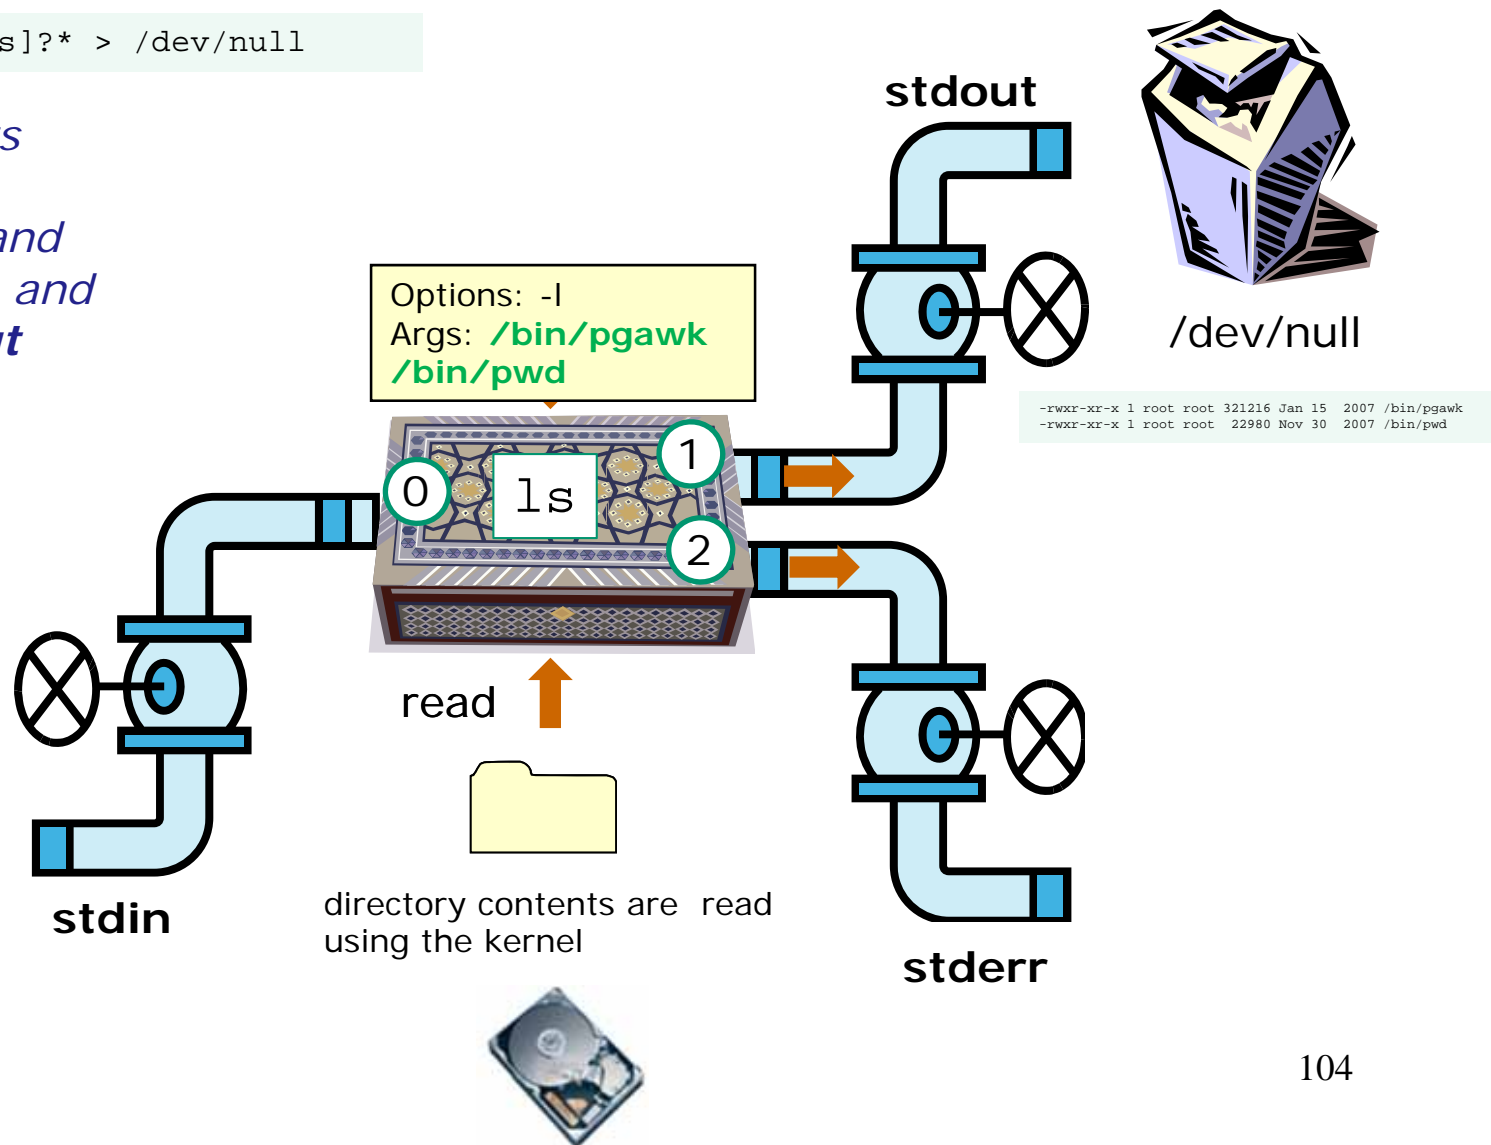 s]?* > /dev/null
s
and
and
ut
stdout
/dev/null
Options: -l
Args: /bin/pgawk
/bin/pwd
-rwxr-xr-x 1 root root 321216 Jan 15  2007 /bin/pgawk
-rwxr-xr-x 1 root root  22980 Nov 30  2007 /bin/pwd
0
ls
1
2
read
stdin
directory contents are  read
using the kernel
stderr
104